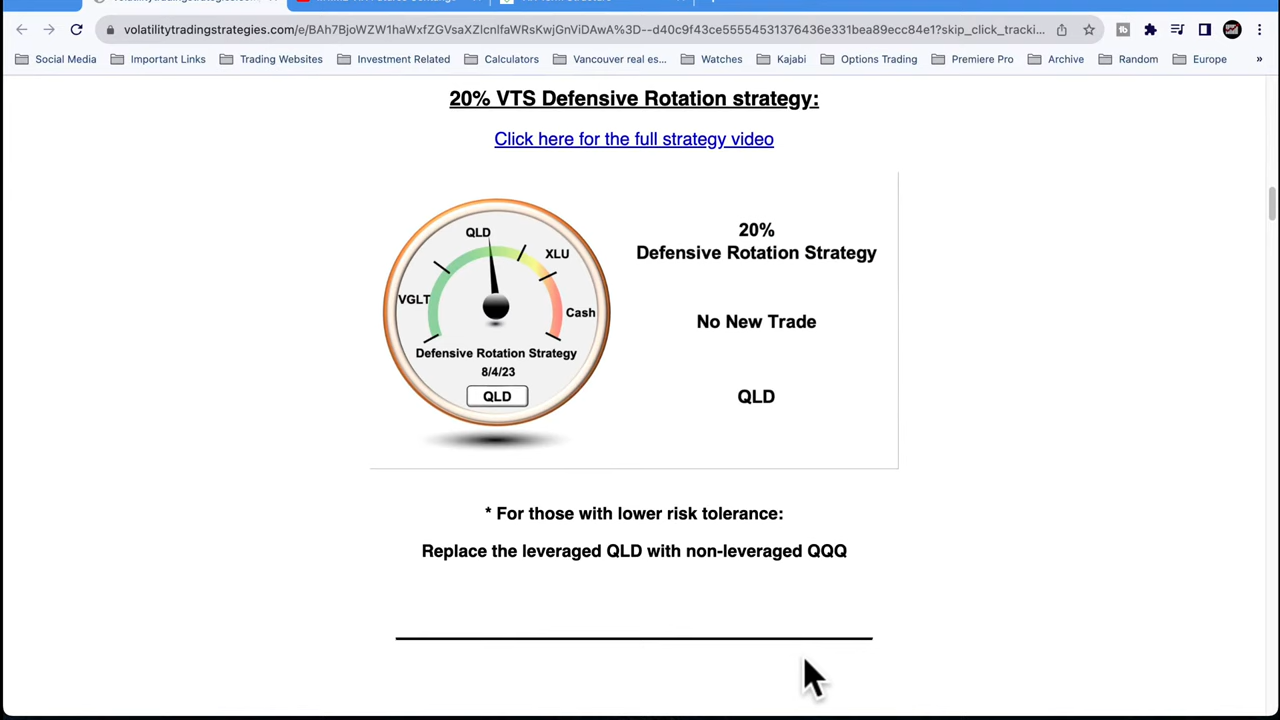 volatilitytradingstrategies.com/e/BAh7BjoWZW1haWxfZGVsaXZlcnlfaWRsKwjGnViDAwA%3D--d40c9f43ce55554531376436e331bea89ecc84e1?skip_click_tracki...
Social Media
Important Links
Trading Websites
Investment Related
Calculators
Vancouver real es...
Watches
Kajabi
Options Trading
Premiere Pro
Archive
Random
Europe
»
20% VTS Defensive Rotation strategy:
Click here for the full strategy video
QLD
XLU
VGLT
Cash
Defensive Rotation Strategy
8/4/23
QLD
20%
Defensive Rotation Strategy
No New Trade
QLD
* For those with lower risk tolerance:
Replace the leveraged QLD with non-leveraged QQQ